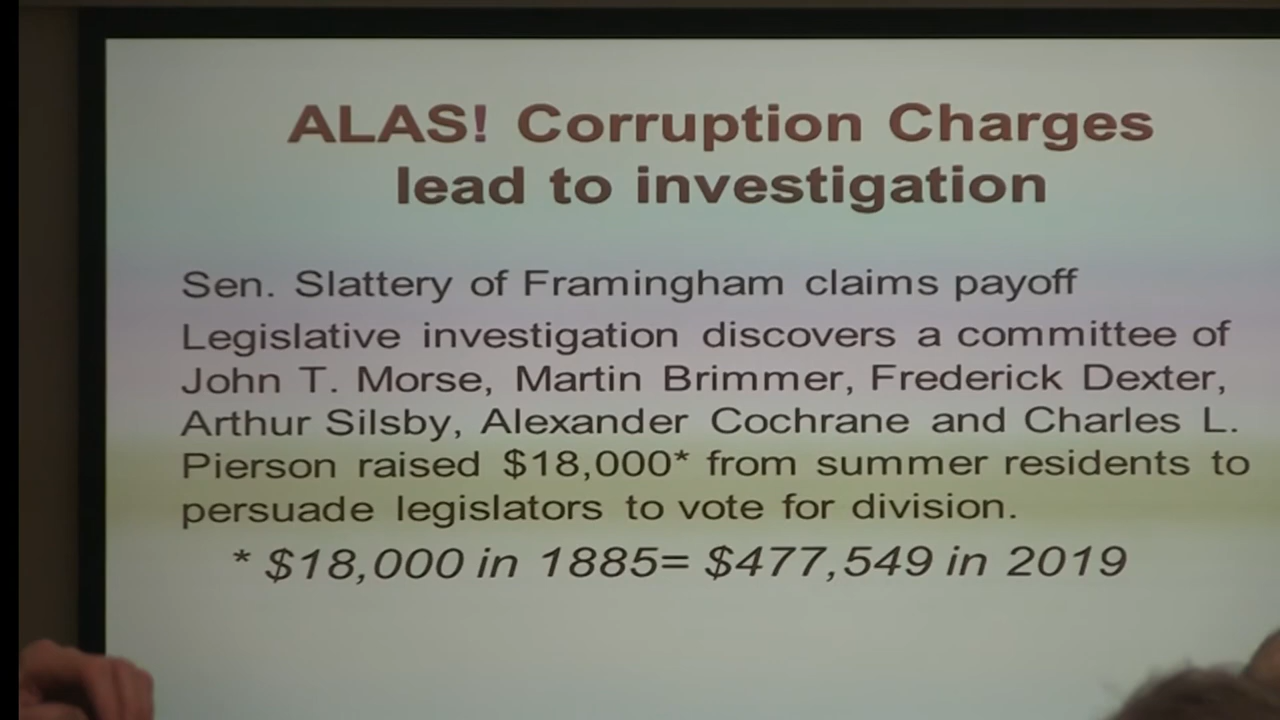 ALAS! Corruption Charges
lead to investigation
Sen. Slattery of Framingham claims payoff
Legislative investigation discovers a committee of
John T. Morse, Martin Brimmer, Frederick Dexter,
Arthur Silsby, Alexander Cochrane and Charles L.
Pierson raised $18,000* from summer residents to
persuade legislators to vote for division.
* $18,000 in 1885= $477,549 in 2019